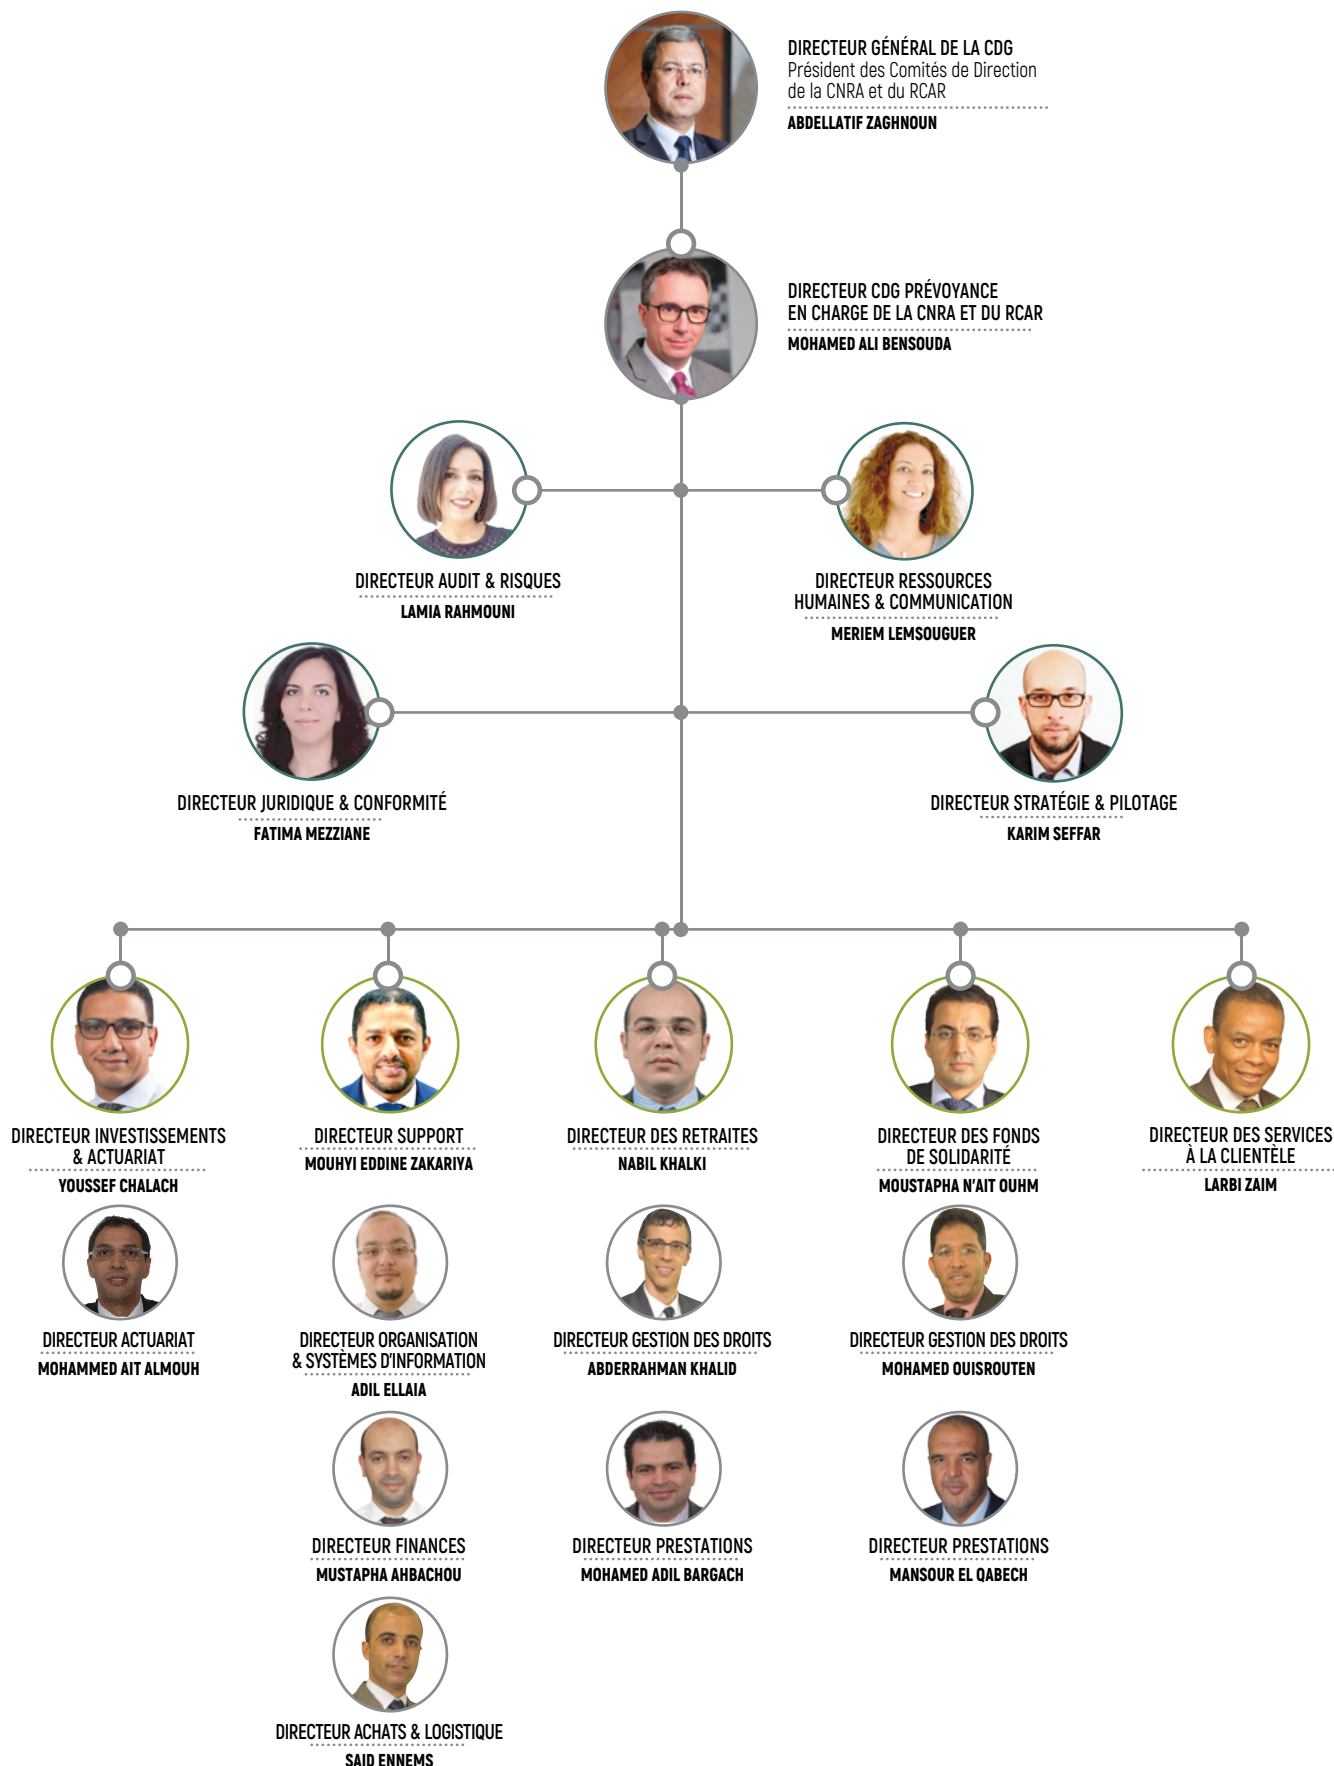 DIRECTEUR GÉNÉRAL DE LA CDG
Président des Comités de Direction
de la CNRA et du RCAR
ABDELLATIF ZAGHNOUN
DIRECTEUR CDG PRÉVOYANCE
EN CHARGE DE LA CNRA ET DU RCAR
MOHAMED ALI BENSOUDA
DIRECTEUR AUDIT & RISQUES
LAMIA RAHMOUNI
DIRECTEUR RESSOURCES
HUMAINES & COMMUNICATION
MERIEM LEMSOUGUER
DIRECTEUR JURIDIQUE & CONFORMITÉ
FATIMA MEZZIANE
DIRECTEUR STRATÉGIE & PILOTAGE
KARIM SEFFAR
DIRECTEUR INVESTISSEMENTS
& ACTUARIAT
YOUSSEF CHALACH
DIRECTEUR SUPPORT
MOUHYI EDDINE ZAKARIYA
DIRECTEUR DES RETRAITES
NABIL KHALKI
DIRECTEUR DES FONDS
DE SOLIDARITÉ
MOUSTAPHA N'AIT OUHM
DIRECTEUR DES SERVICES
À LA CLIENTÈLE
LARBI ZAIM
DIRECTEUR ACTUARIAT
MOHAMMED AIT ALMOUH
DIRECTEUR ORGANISATION
& SYSTÈMES D'INFORMATION
ADIL ELLAIA
DIRECTEUR GESTION DES DROITS
ABDERRAHMAN KHALID
DIRECTEUR GESTION DES DROITS
MOHAMED OUISROUTEN
DIRECTEUR FINANCES
MUSTAPHA AHBACHOU
DIRECTEUR PRESTATIONS
MOHAMED ADIL BARGACH
DIRECTEUR PRESTATIONS
MANSOUR EL QABECH
DIRECTEUR ACHATS & LOGISTIQUE
SAID ENNEMS